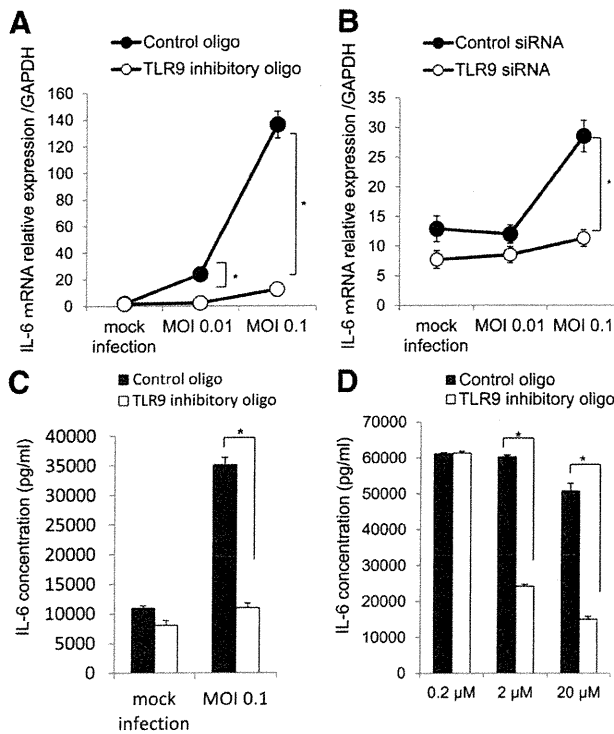 A
Control oligo
TLR9 inhibitory oligo
IL-6 mRNA relative expression /GAPDH
160
140
120
100
80
60
40
20
0
*
*
mock infection
MOI 0.01
MOI 0.1
B
Control siRNA
TLR9 siRNA
IL-6 mRNA relative expression /GAPDH
35
30
25
20
15
10
5
0
*
mock infection
MOI 0.01
MOI 0.1
C
Control oligo
TLR9 inhibitory oligo
IL-6 concentration (pg/ml)
40000
35000
30000
25000
20000
15000
10000
5000
0
*
mock infection
MOI 0.1
D
Control oligo
TLR9 inhibitory oligo
IL-6 concentration (pg/ml)
70000
60000
50000
40000
30000
20000
10000
0
*
*
0.2 µM
2 µM
20 µM